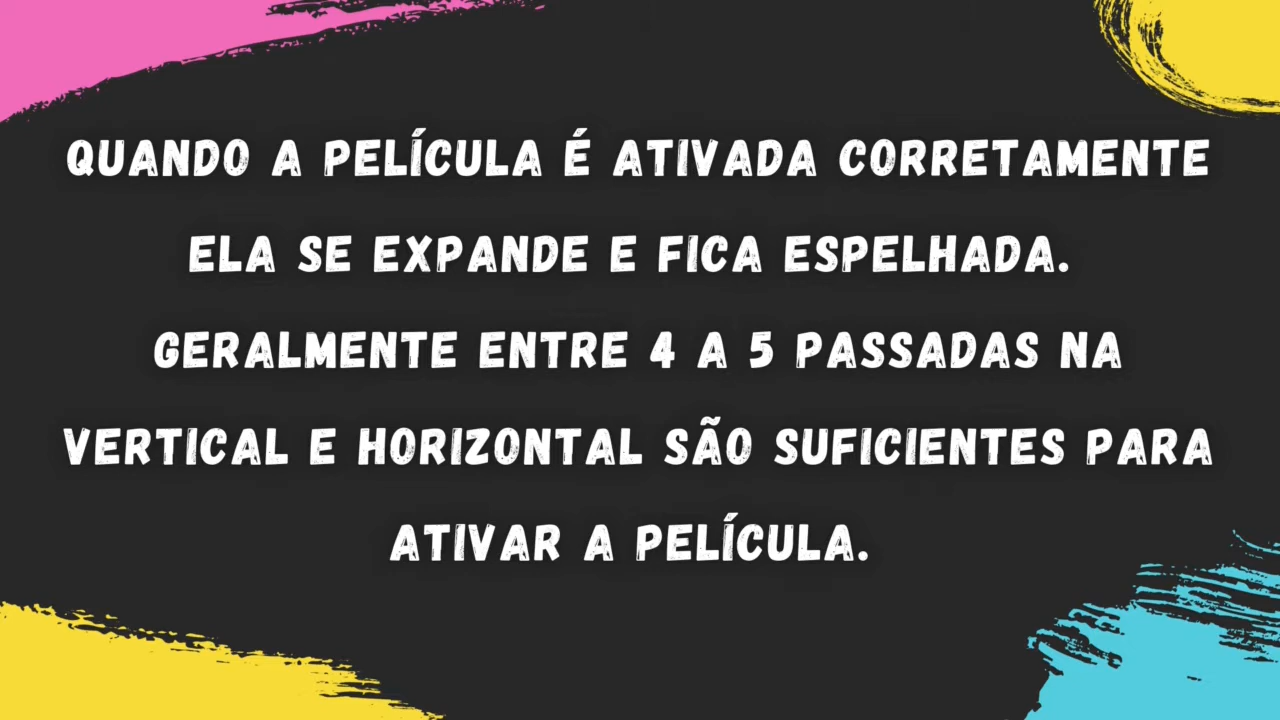 QUANDO A PELÍCULA É ATIVADA CORRETAMENTE
ELA SE EXPANDE E FICA ESPELHADA.
GERALMENTE ENTRE 4 A 5 PASSADAS NA
VERTICAL E HORIZONTAL SÃO SUFICIENTES PARA
ATIVAR A PELÍCULA.